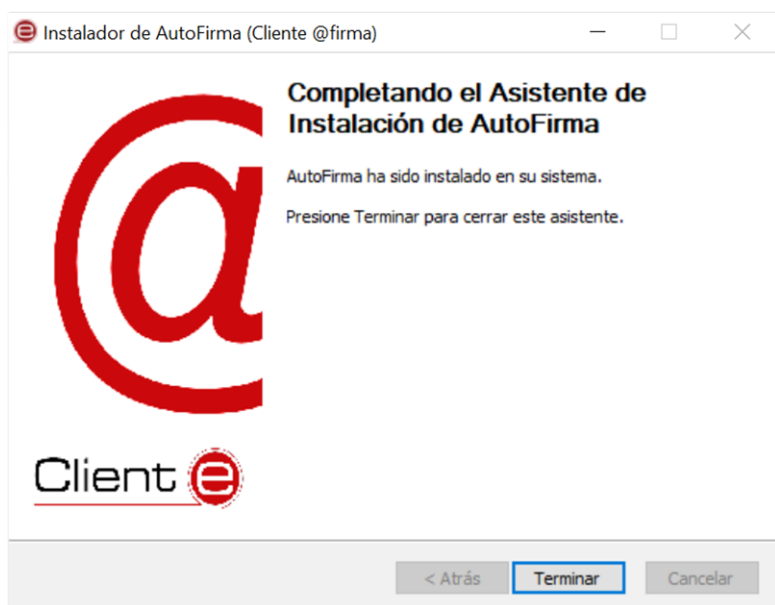 Instalador de AutoFirma (Cliente @firma)
Completando el Asistente de
Instalación de AutoFirma
AutoFirma ha sido instalado en su sistema.
Presione Terminar para cerrar este asistente.
@
Client e
< Atrás
Terminar
Cancelar